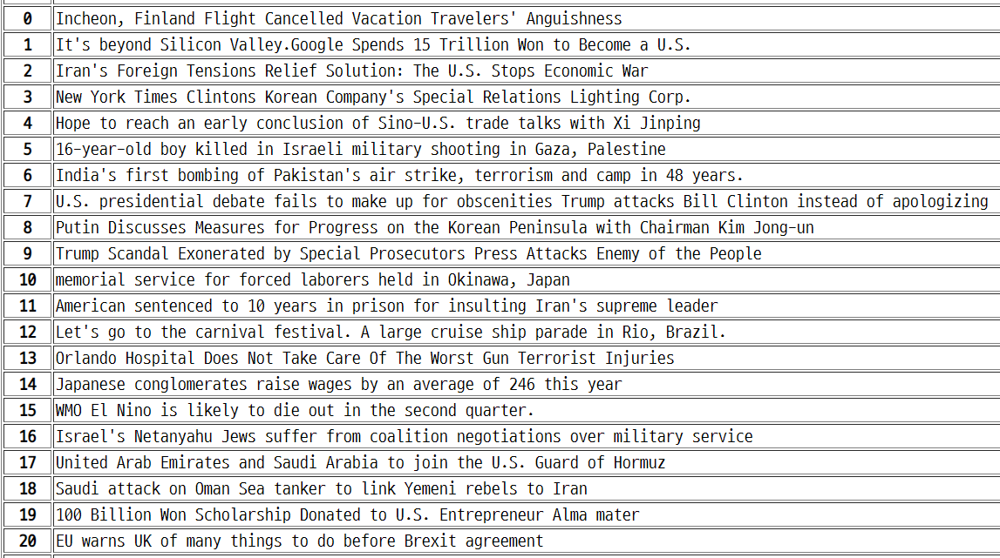 0 Incheon, Finland Flight Cancelled Vacation Travelers' Anguishness
1 It's beyond Silicon Valley.Google Spends 15 Trillion Won to Become a U.S.
2 Iran's Foreign Tensions Relief Solution: The U.S. Stops Economic War
3 New York Times Clintons Korean Company's Special Relations Lighting Corp.
4 Hope to reach an early conclusion of Sino-U.S. trade talks with Xi Jinping
5 16-year-old boy killed in Israeli military shooting in Gaza, Palestine
6 India's first bombing of Pakistan's air strike, terrorism and camp in 48 years.
7 U.S. presidential debate fails to make up for obscenities Trump attacks Bill Clinton instead of apologizing
8 Putin Discusses Measures for Progress on the Korean Peninsula with Chairman Kim Jong-un
9 Trump Scandal Exonerated by Special Prosecutors Press Attacks Enemy of the People
10 memorial service for forced laborers held in Okinawa, Japan
11 American sentenced to 10 years in prison for insulting Iran's supreme leader
12 Let's go to the carnival festival. A large cruise ship parade in Rio, Brazil.
13 Orlando Hospital Does Not Take Care Of The Worst Gun Terrorist Injuries
14 Japanese conglomerates raise wages by an average of 246 this year
15 WMO El Nino is likely to die out in the second quarter.
16 Israel's Netanyahu Jews suffer from coalition negotiations over military service
17 United Arab Emirates and Saudi Arabia to join the U.S. Guard of Hormuz
18 Saudi attack on Oman Sea tanker to link Yemeni rebels to Iran
19 100 Billion Won Scholarship Donated to U.S. Entrepreneur Alma mater
20 EU warns UK of many things to do before Brexit agreement